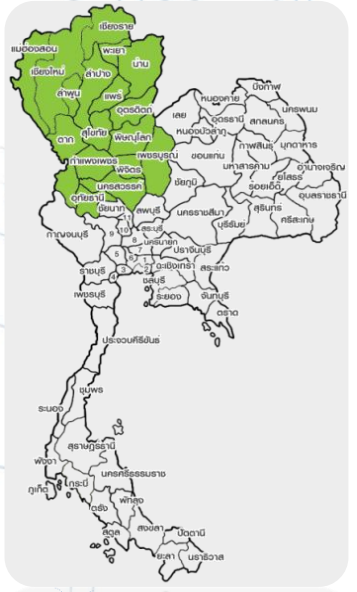 เชียงราย
แม่ฮ่องสอน
พะเยา
เชียงใหม่
น่าน
ลำปาง
ลำพูน
แพร่
อุตรดิตถ์
ตาก
สุโขทัย
พิษณุโลก
กำแพงเพชร
เพชรบูรณ์
พิจิตร
นครสวรรค์
อุทัยธานี
ชัยนาท
บึงกาฬ
หนองคาย
เลย
อุดรธานี
นครพนม
สกลนคร
หนองบัวลำภู
กาฬสินธุ์
มุกดาหาร
ขอนแก่น
มหาสารคาม
อำนาจเจริญ
ยโสธร
ชัยภูมิ
ร้อยเอ็ด
อุบลราชธานี
นครราชสีมา
สุรินทร์
บุรีรัมย์
ศรีสะเกษ
ลพบุรี
11
สระบุรี
กาญจนบุรี
9
10
8
นครนายก
7
ปราจีนบุรี
5
6
1
ฉะเชิงเทรา
สระแก้ว
ราชบุรี
3
2
4
ชลบุรี
เพชรบุรี
ระยอง
จันทบุรี
ตราด
ประจวบคีรีขันธ์
ชุมพร
ระนอง
สุราษฎร์ธานี
พังงา
นครศรีธรรมราช
ภูเก็ต
กระบี่
ตรัง
พัทลุง
สตูล
สงขลา
ปัตตานี
ยะลา
นราธิวาส